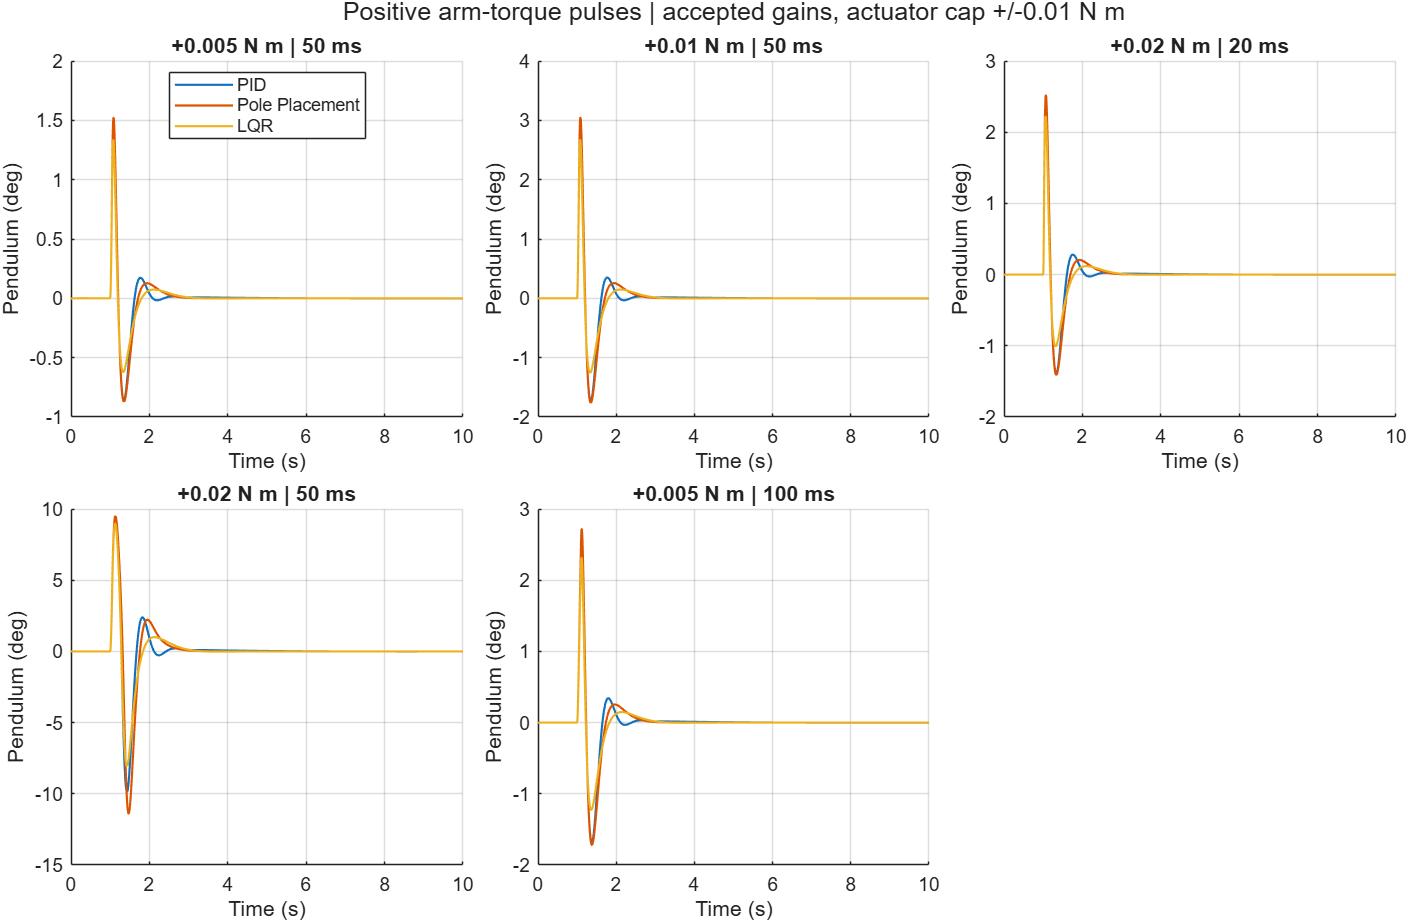 Positive arm-torque pulses | accepted gains, actuator cap +/-0.01 N m
+0.005 N m | 50 ms
PID
Pole Placement
LQR
2
1.5
1
0.5
0
-0.5
-1
Pendulum (deg)
0 2 4 6 8 10
Time (s)
+0.01 N m | 50 ms
4
3
2
1
0
-1
-2
Pendulum (deg)
0 2 4 6 8 10
Time (s)
+0.02 N m | 20 ms
3
2
1
0
-1
-2
Pendulum (deg)
0 2 4 6 8 10
Time (s)
+0.02 N m | 50 ms
10
5
0
-5
-10
-15
Pendulum (deg)
0 2 4 6 8 10
Time (s)
+0.005 N m | 100 ms
3
2
1
0
-1
-2
Pendulum (deg)
0 2 4 6 8 10
Time (s)